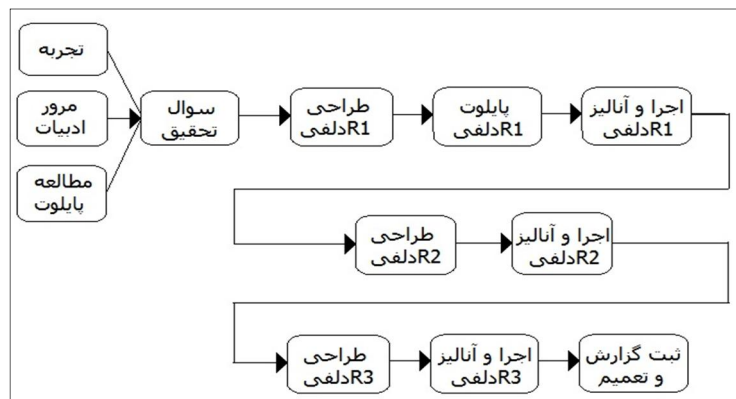 تجربه
مرور
ادبیات
مطالعه
پایلوت
سوال
تحقیق
طراحی
دلفیR1
پایلوت
دلفیR1
اجرا و آنالیز
دلفیR1
طراحی
دلفیR2
اجرا و آنالیز
دلفیR2
طراحی
دلفیR3
اجرا و آنالیز
دلفیR3
ثبت گزارش
و تعمیم